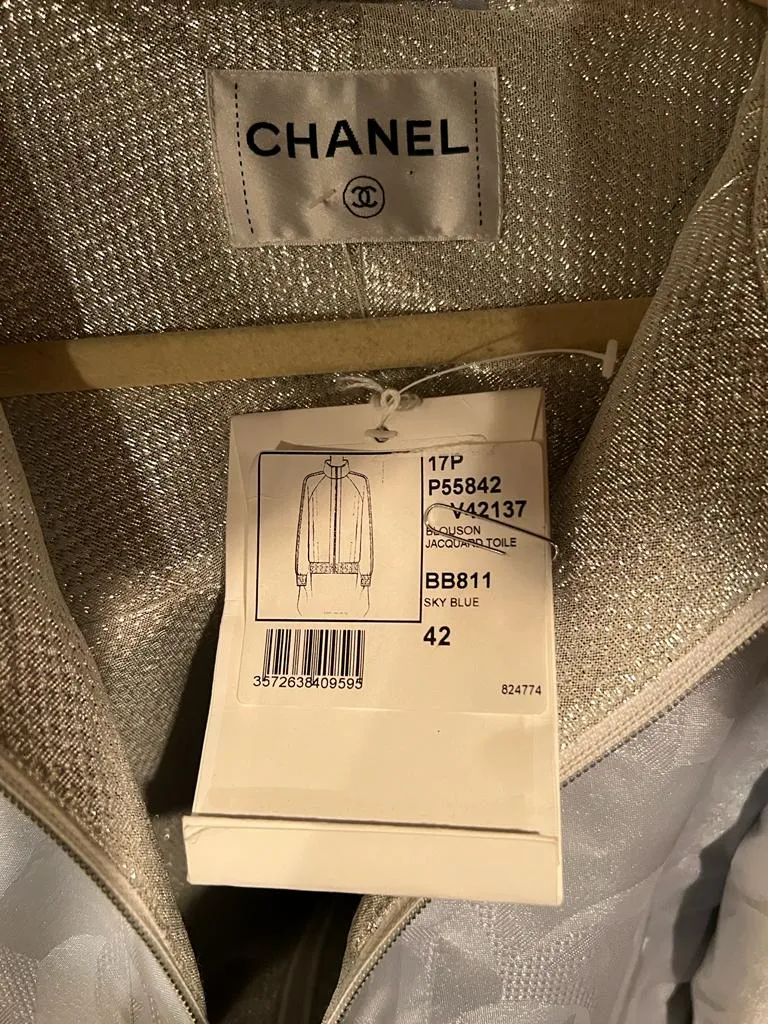 CHANEL
17P
P55842
V42137
BLOUSON
JACQUARD TOILE
BB811
SKY BLUE
42
3572638409595
824774